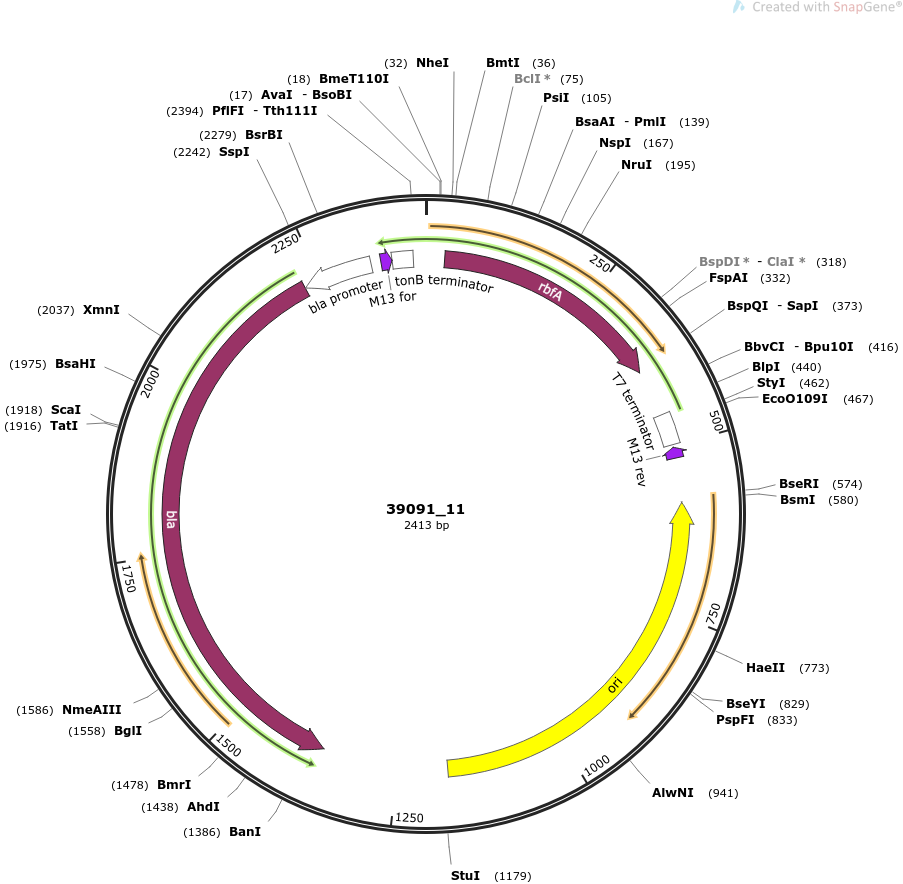 Created with SnapGene®
(32) NheI
BmtI (36)
(18) BmeT110I
BclI * (75)
(17) AvaI - BsoBI
PsiI (105)
(2394) PflFI - Tth111I
BsaAI - PmlI (139)
(2279) BsrBI
NspI (167)
(2242) SspI
NruI (195)
2250
250
BspDI * - ClaI * (318)
FspAI (332)
bla promoter
M13 for
tonB terminator
rbfA
BspQI - SapI (373)
(2037) XmnI
BbvCI - Bpu10I (416)
(1975) BsaHI
BlpI (440)
2000
StyI (462)
EcoO109I (467)
(1918) ScaI
(1916) TatI
T7 terminator
500
M13 rev
BseRI (574)
BsmI (580)
39091_11
2413 bp
bla
1750
750
HaeII (773)
ori
BseYI (829)
PspFI (833)
(1586) NmeAIII
(1558) BglI
1500
1000
(1478) BmrI
AlwNI (941)
(1438) AhdI
1250
(1386) BanI
StuI (1179)